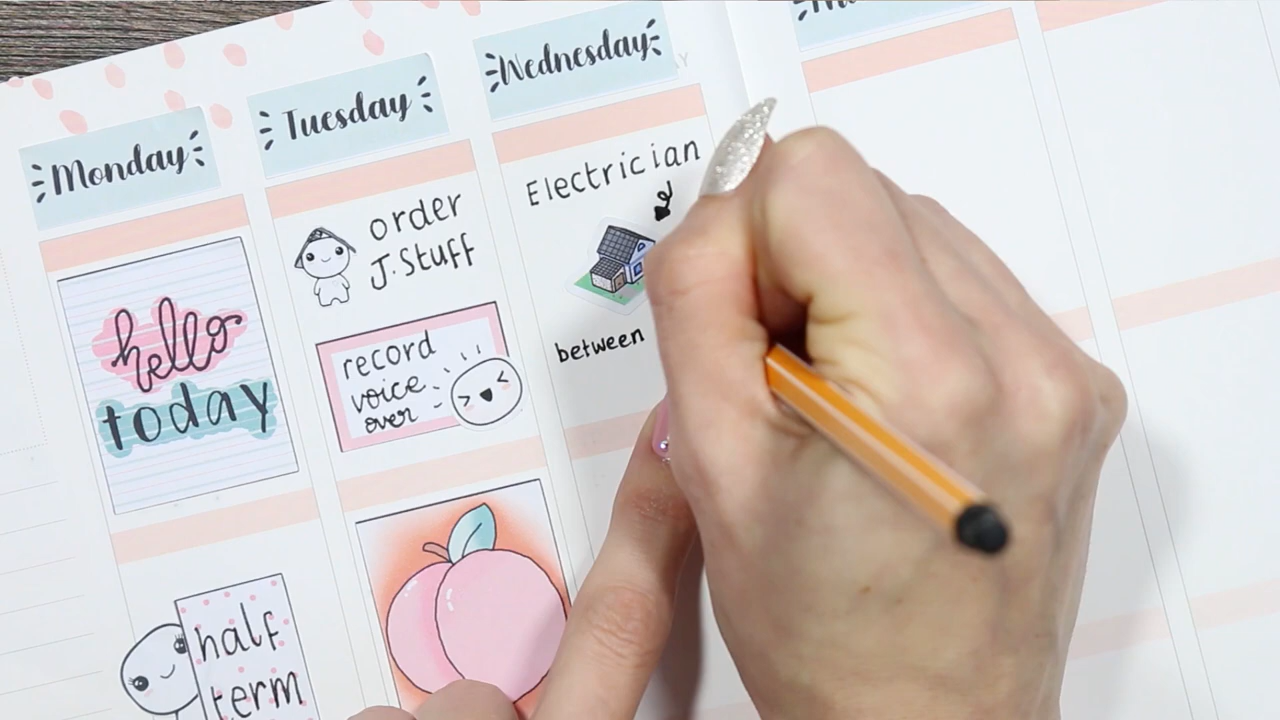 Monday
Tuesday
Wednesday
hello
today
half
term
order
J. Stuff
record
voice
over
Electrician
between